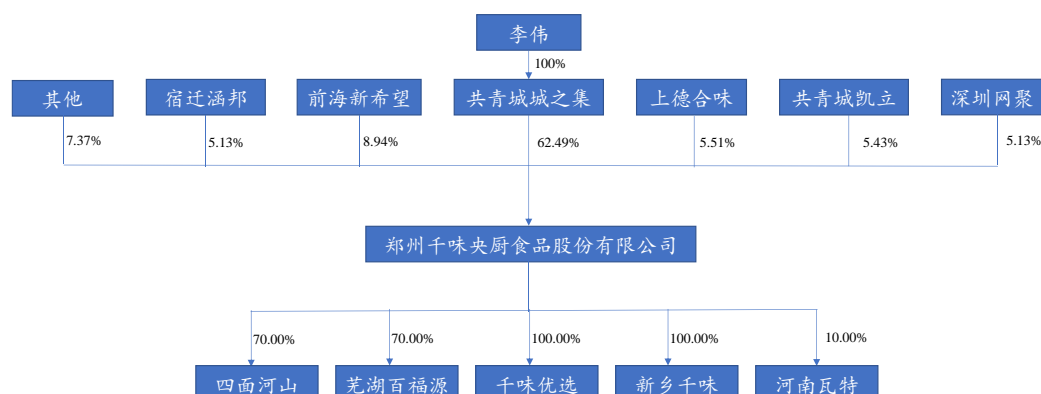 李伟
100%
其他
宿迁涵邦
前海新希望
共青城城之集
上德合味
共青城凯立
深圳网聚
7.37%
5.13%
8.94%
62.49%
5.51%
5.43%
5.13%
郑州千味央厨食品股份有限公司
70.00%
70.00%
100.00%
100.00%
10.00%
四面河山
芜湖百福源
千味优选
新乡千味
河南瓦特